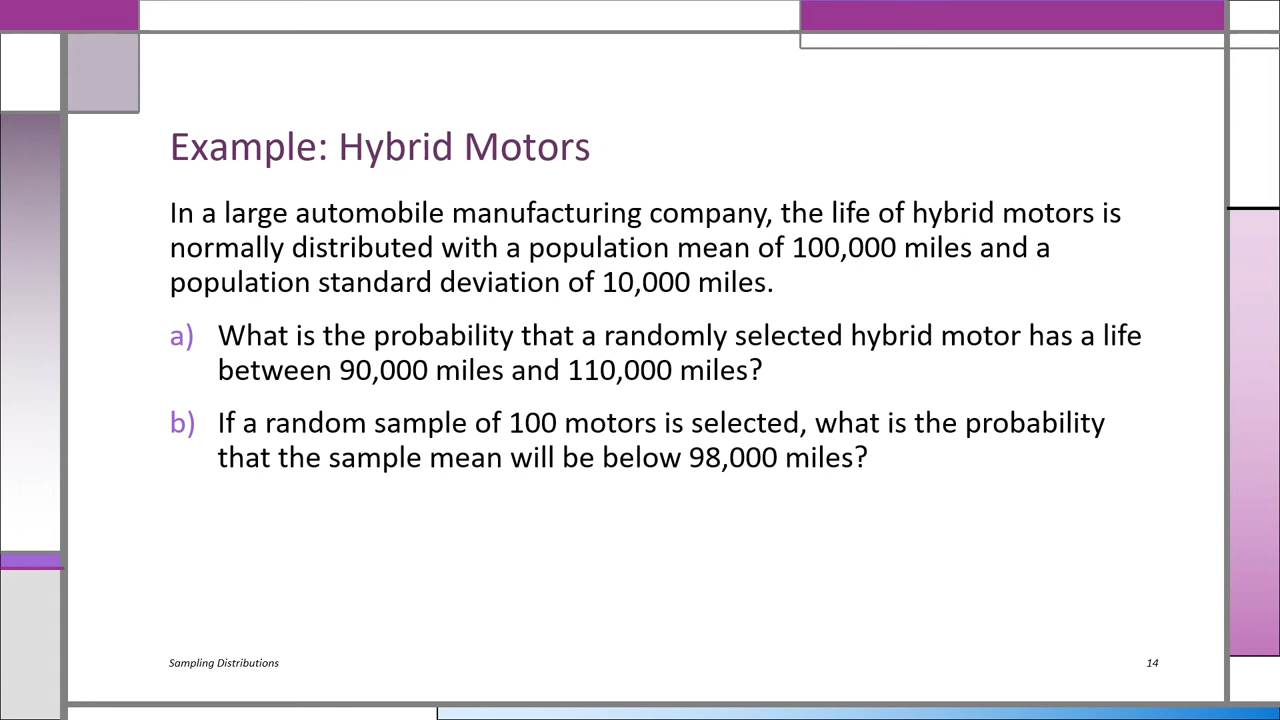 Example: Hybrid Motors
In a large automobile manufacturing company, the life of hybrid motors is
normally distributed with a population mean of 100,000 miles and a
population standard deviation of 10,000 miles.
a) What is the probability that a randomly selected hybrid motor has a life
between 90,000 miles and 110,000 miles?
b) If a random sample of 100 motors is selected, what is the probability
that the sample mean will be below 98,000 miles?
Sampling Distributions
14